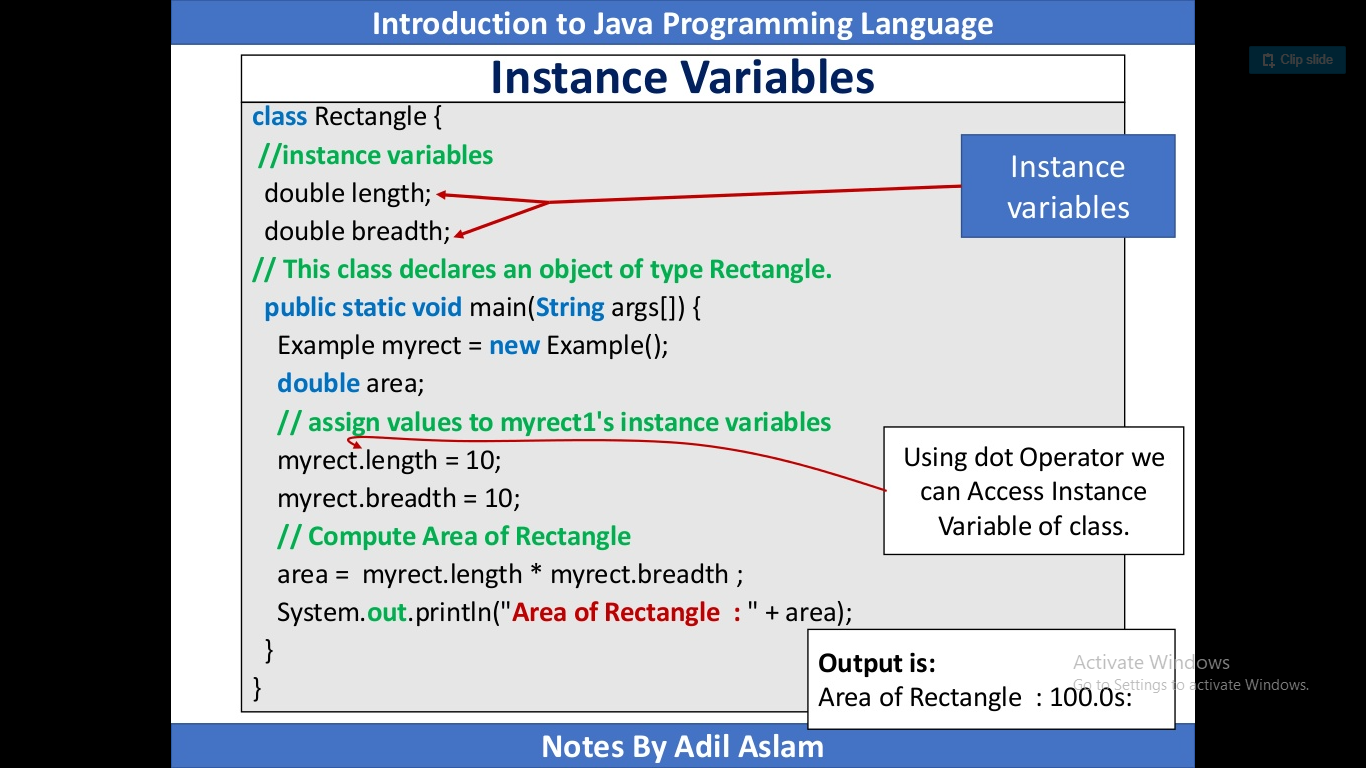 Introduction to Java Programming Language
Clip slide
Instance Variables
class Rectangle {
//instance variables
double length;
double breadth;
Instance
variables
// This class declares an object of type Rectangle.
public static void main(String args[]) {
Example myrect = new Example();
double area;
// assign values to myrect1's instance variables
myrect.length = 10;
myrect.breadth = 10;
Using dot Operator we
can Access Instance
Variable of class.
// Compute Area of Rectangle
area =  myrect.length * myrect.breadth ;
System.out.println("Area of Rectangle  : " + area);
}
}
Output is:
Area of Rectangle  : 100.0s:
Activate Windows
Go to Settings to activate Windows.
Notes By Adil Aslam